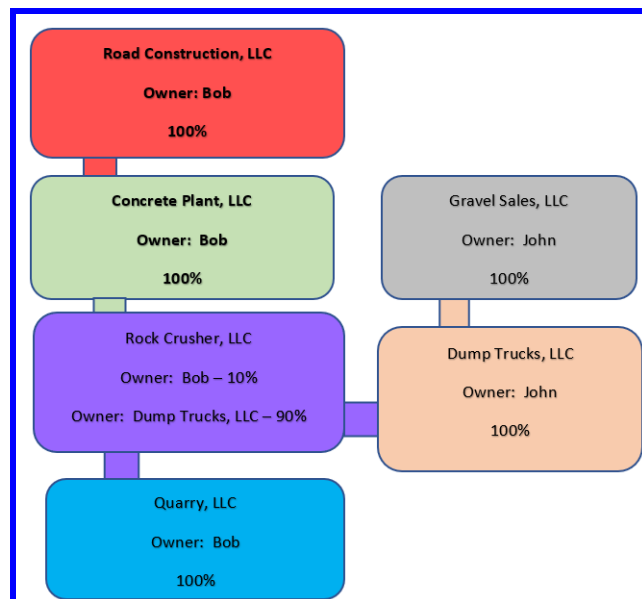 Road Construction, LLC
Owner: Bob
100%
Concrete Plant, LLC
Owner:  Bob
100%
Gravel Sales, LLC
Owner:  John
100%
Rock Crusher, LLC
Owner:  Bob – 10%
Owner:  Dump Trucks, LLC – 90%
Dump Trucks, LLC
Owner:  John
100%
Quarry, LLC
Owner:  Bob
100%